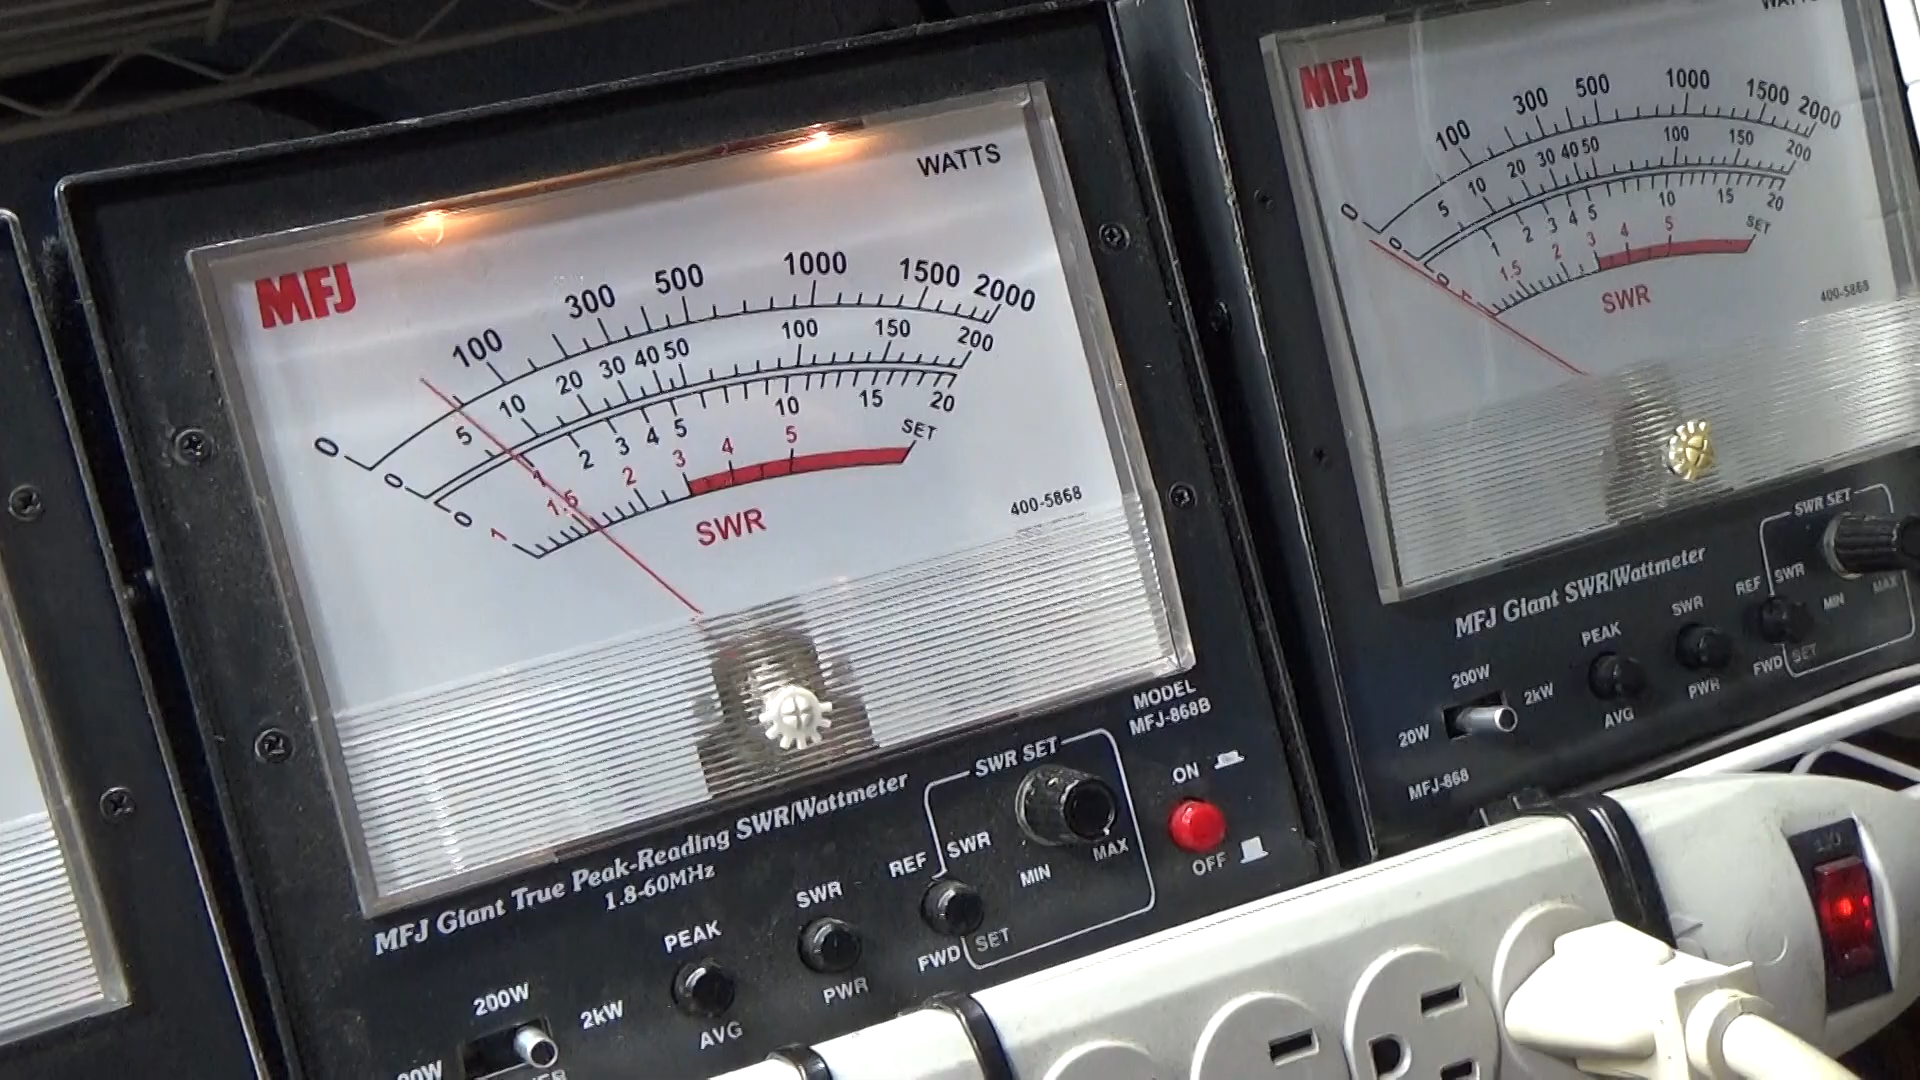 MFJ
WATTS
0 100 300 500 1000 1500 2000
0 5 10 20 30 40 50 100 150 200
0 1 2 3 4 5 10 15 20
1 1.5 2 3 4 5 SET
SWR
400-5868
MODEL
MFJ-868B
MFJ Giant True Peak-Reading SWR/Wattmeter
1.8-60MHz
200W
2kW
PEAK
AVG
SWR
PWR
REF
SWR
FWD
SET
SWR SET
MIN
MAX
ON
OFF
MFJ
0 100 300 500 1000 1500 2000
0 5 10 20 30 40 50 100 150 200
0 1 2 3 4 5 10 15 20
1 1.5 2 3 4 5 SET
SWR
400-5868
MFJ Giant SWR/Wattmeter
20W
200W
2kW
MFJ-868
PEAK
AVG
SWR
PWR
REF
SWR
FWD
SET
SWR SET
MIN
MAX